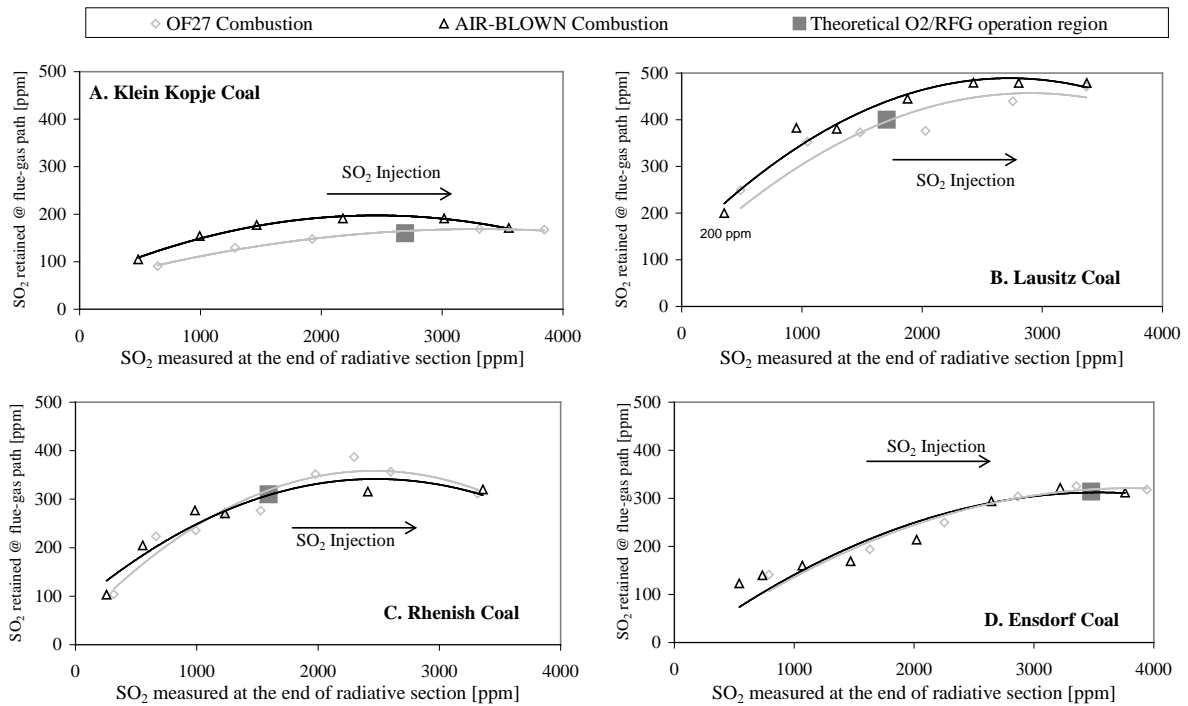 OF27 Combustion AIR-BLOWN Combustion Theoretical O2/RFG operation region
SO2 retained @ flue-gas path [ppm]
500
400
300
200
100
0
A. Klein Kopje Coal
SO2 Injection
0 1000 2000 3000 4000
SO2 measured at the end of radiative section [ppm]
SO2 retained @ flue-gas path [ppm]
500
400
300
200
100
0
200 ppm
SO2 Injection
B. Lausitz Coal
0 1000 2000 3000 4000
SO2 measured at the end of radiative section [ppm]
SO2 retained @ flue-gas path [ppm]
500
400
300
200
100
0
SO2 Injection
C. Rhenish Coal
0 1000 2000 3000 4000
SO2 measured at the end of radiative section [ppm]
SO2 retained @ flue-gas path [ppm]
500
400
300
200
100
0
SO2 Injection
D. Ensdorf Coal
0 1000 2000 3000 4000
SO2 measured at the end of radiative section [ppm]